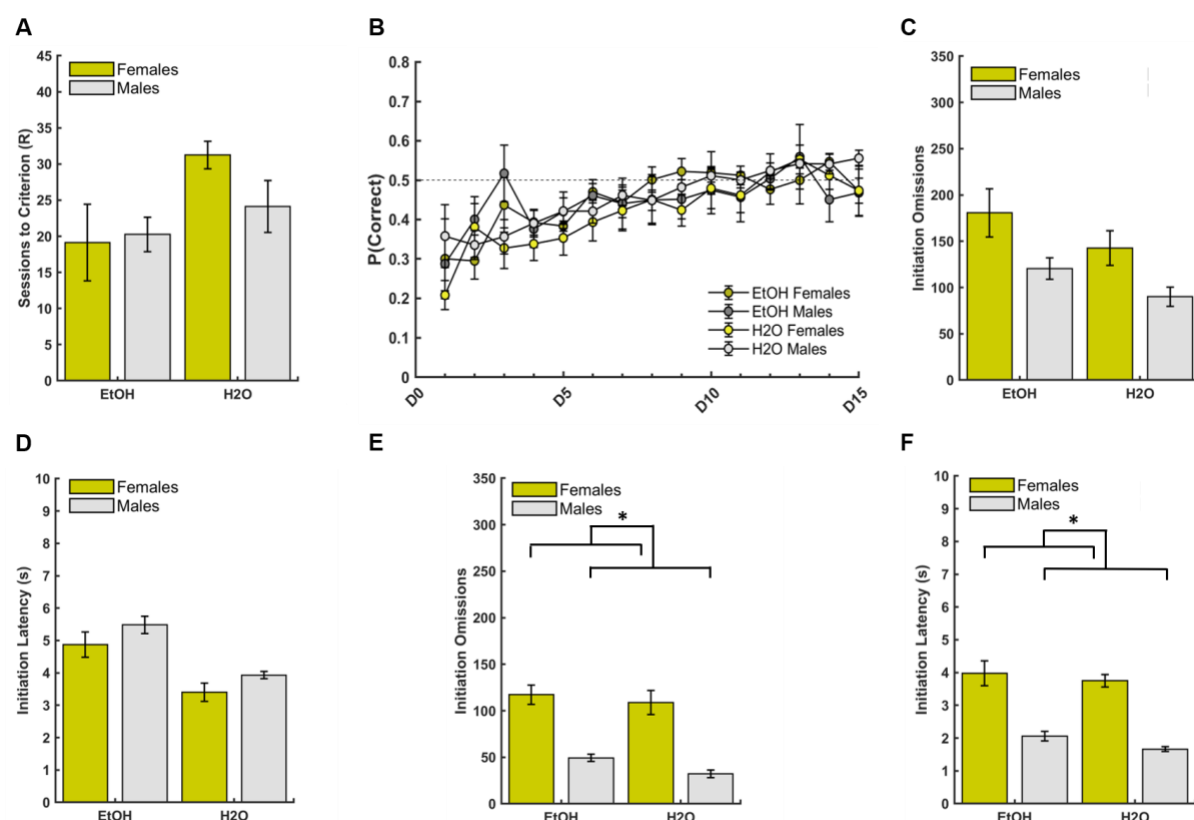 A
Sessions to Criterion (R)
45
40
35
30
25
20
15
10
5
0
Females
Males
EtOH
H2O
B
P(Correct)
0.8
0.7
0.6
0.5
0.4
0.3
0.2
0.1
0
EtOH Females
EtOH Males
H2O Females
H2O Males
D0
D5
D10
D15
C
Initiation Omissions
350
300
250
200
150
100
50
0
Females
Males
EtOH
H2O
D
Initiation Latency (s)
10
9
8
7
6
5
4
3
2
1
0
Females
Males
EtOH
H2O
E
Initiation Omissions
350
300
250
200
150
100
50
0
Females
Males
*
EtOH
H2O
F
Initiation Latency (s)
10
9
8
7
6
5
4
3
2
1
0
Females
Males
*
EtOH
H2O